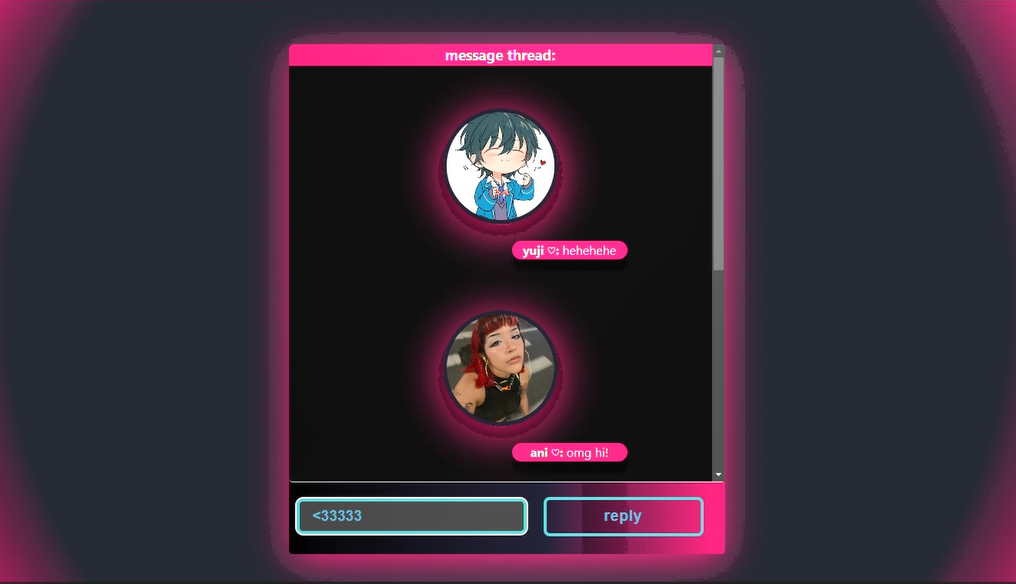 message thread:
yuji ♡: hehehehe
ani ♡: omg hi!
<33333
reply